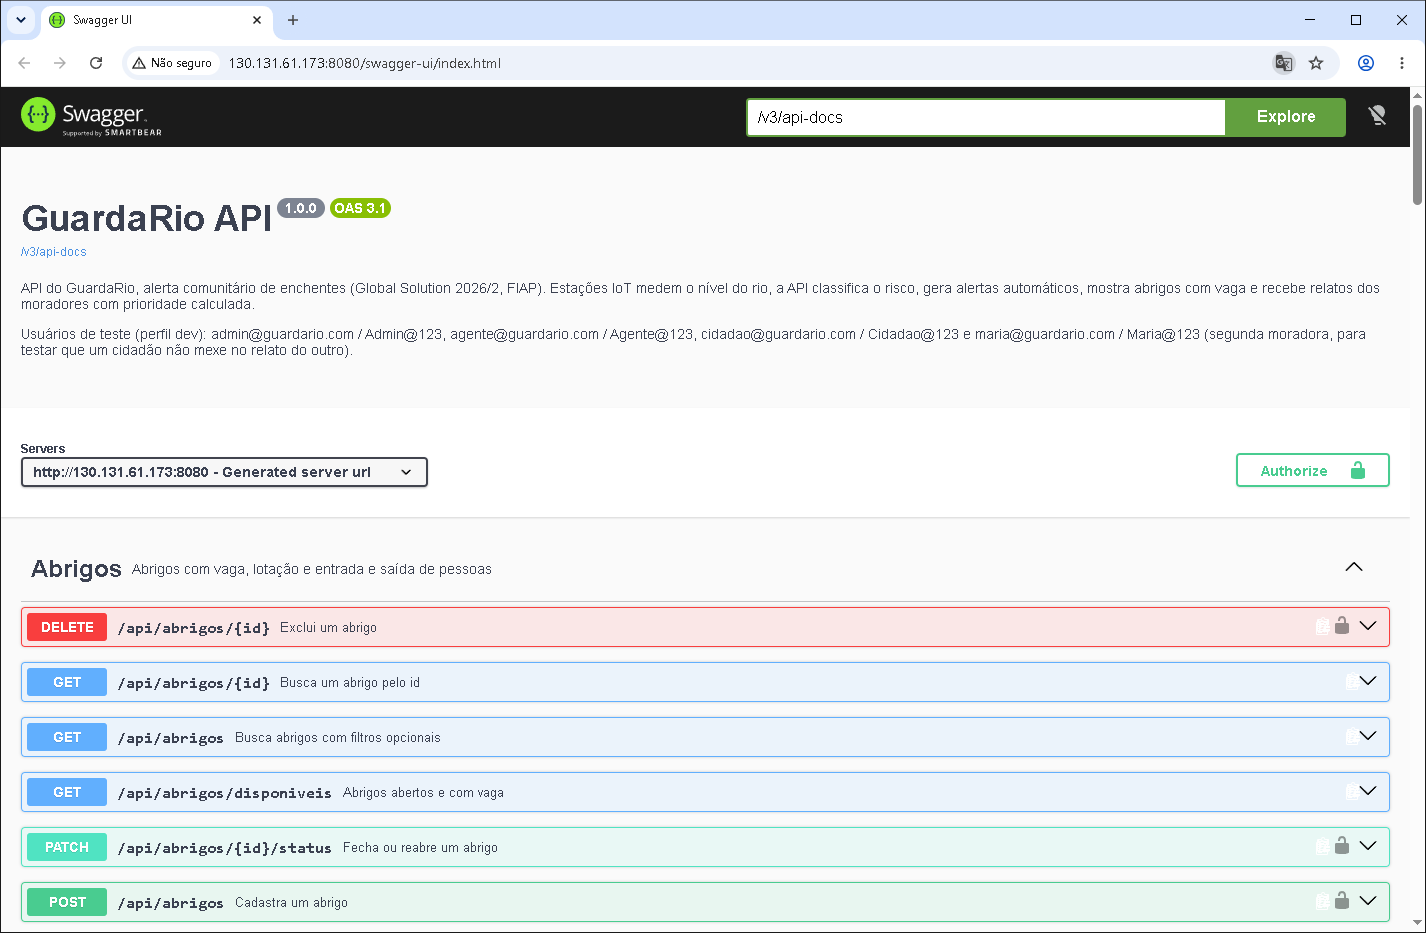 Swagger UI
Não seguro
130.131.61.173:8080/swagger-ui/index.html
Swagger
Supported by SMARTBEAR
/v3/api-docs
Explore
GuardaRio API 1.0.0 OAS 3.1
/v3/api-docs
API do GuardaRio, alerta comunitário de enchentes (Global Solution 2026/2, FIAP). Estações IoT medem o nível do rio, a API classifica o risco, gera alertas automáticos, mostra abrigos com vaga e recebe relatos dos
moradores com prioridade calculada.
Usuários de teste (perfil dev): admin@guardario.com / Admin@123, agente@guardario.com / Agente@123, cidadao@guardario.com / Cidadao@123 e maria@guardario.com / Maria@123 (segunda moradora, para
testar que um cidadão não mexe no relato do outro).
Servers
http://130.131.61.173:8080 - Generated server url
Authorize
Abrigos Abrigos com vaga, lotação e entrada e saída de pessoas
DELETE /api/abrigos/{id} Exclui um abrigo
GET /api/abrigos/{id} Busca um abrigo pelo id
GET /api/abrigos Busca abrigos com filtros opcionais
GET /api/abrigos/disponiveis Abrigos abertos e com vaga
PATCH /api/abrigos/{id}/status Fecha ou reabre um abrigo
POST /api/abrigos Cadastra um abrigo